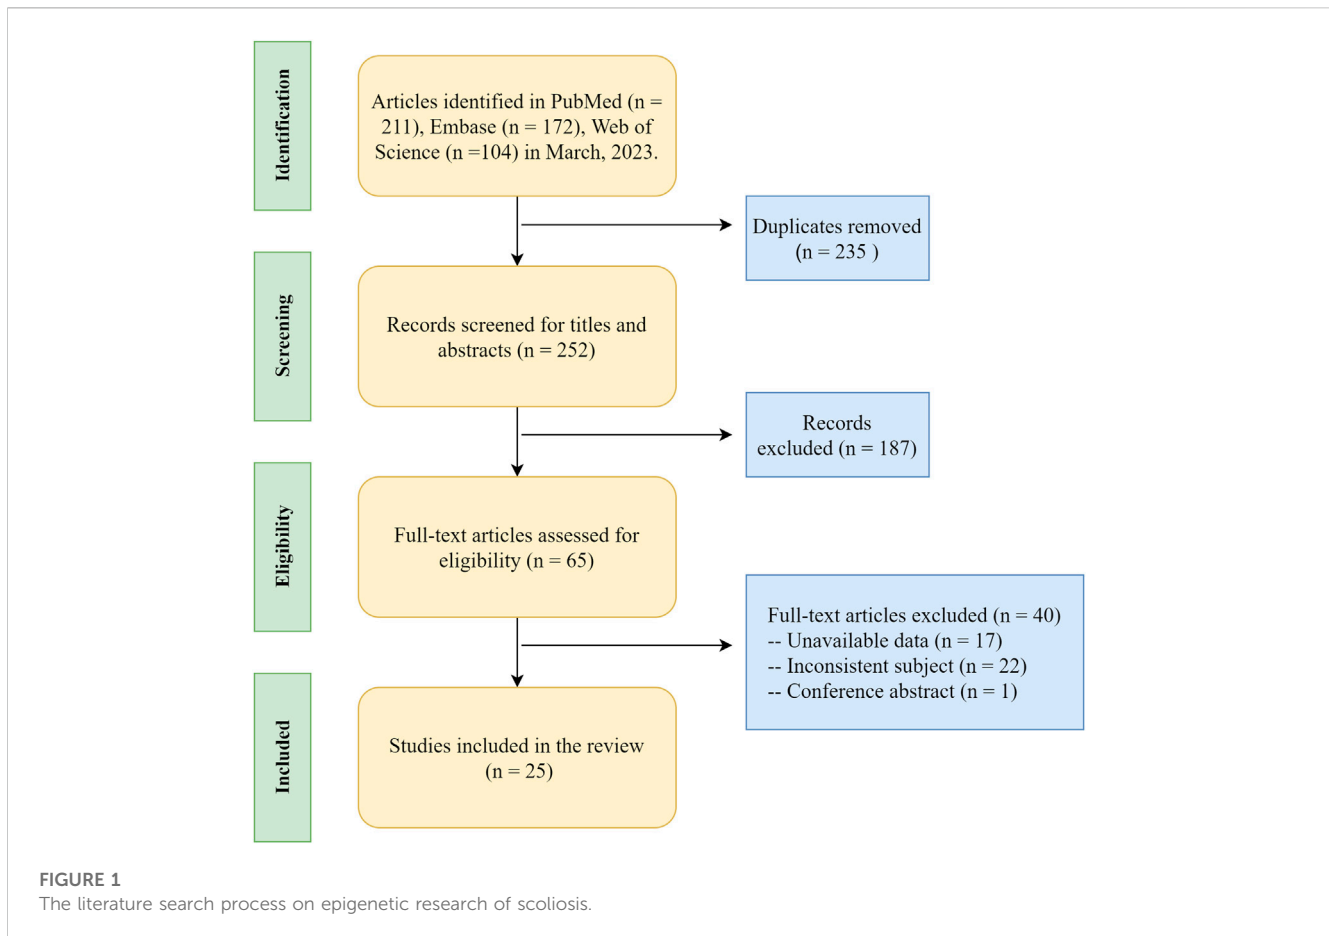 Identification
Articles identified in PubMed (n =
211), Embase (n = 172), Web of
Science (n =104) in March, 2023.
Duplicates removed
(n = 235 )
Screening
Records screened for titles and
abstracts (n = 252)
Records
excluded (n = 187)
Eligibility
Full-text articles assessed for
eligibility (n = 65)
Full-text articles excluded (n = 40)
-- Unavailable data (n = 17)
-- Inconsistent subject (n = 22)
-- Conference abstract (n = 1)
Included
Studies included in the review
(n = 25)
FIGURE 1
The literature search process on epigenetic research of scoliosis.